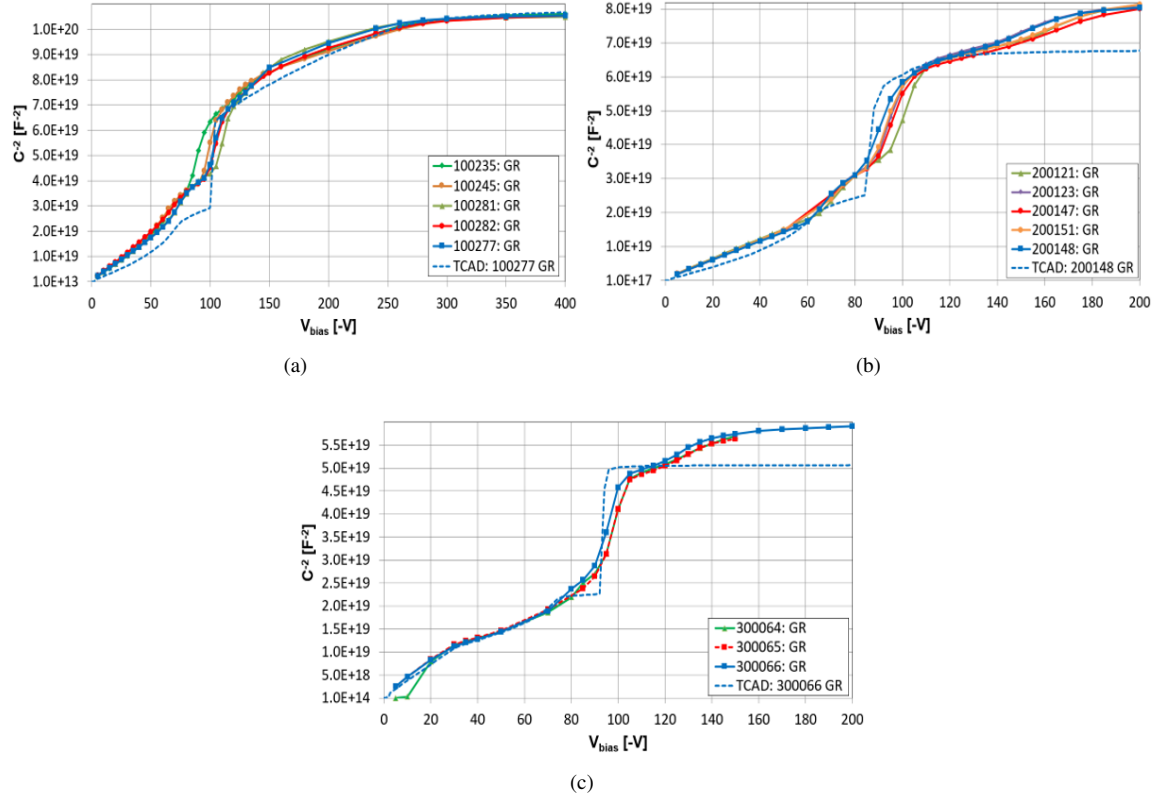 C⁻² [F⁻²]
1.0E+20
9.0E+19
8.0E+19
7.0E+19
6.0E+19
5.0E+19
4.0E+19
3.0E+19
2.0E+19
1.0E+19
1.0E+13
0 50 100 150 200 250 300 350 400
V_bias [-V]
100235: GR
100245: GR
100281: GR
100282: GR
100277: GR
TCAD: 100277 GR
(a)
C⁻² [F⁻²]
8.0E+19
7.0E+19
6.0E+19
5.0E+19
4.0E+19
3.0E+19
2.0E+19
1.0E+19
1.0E+17
0 20 40 60 80 100 120 140 160 180 200
V_bias [-V]
200121: GR
200123: GR
200147: GR
200151: GR
200148: GR
TCAD: 200148 GR
(b)
C⁻² [F⁻²]
5.5E+19
5.0E+19
4.5E+19
4.0E+19
3.5E+19
3.0E+19
2.5E+19
2.0E+19
1.5E+19
1.0E+19
5.0E+18
1.0E+14
0 20 40 60 80 100 120 140 160 180 200
V_bias [-V]
300064: GR
300065: GR
300066: GR
TCAD: 300066 GR
(c)